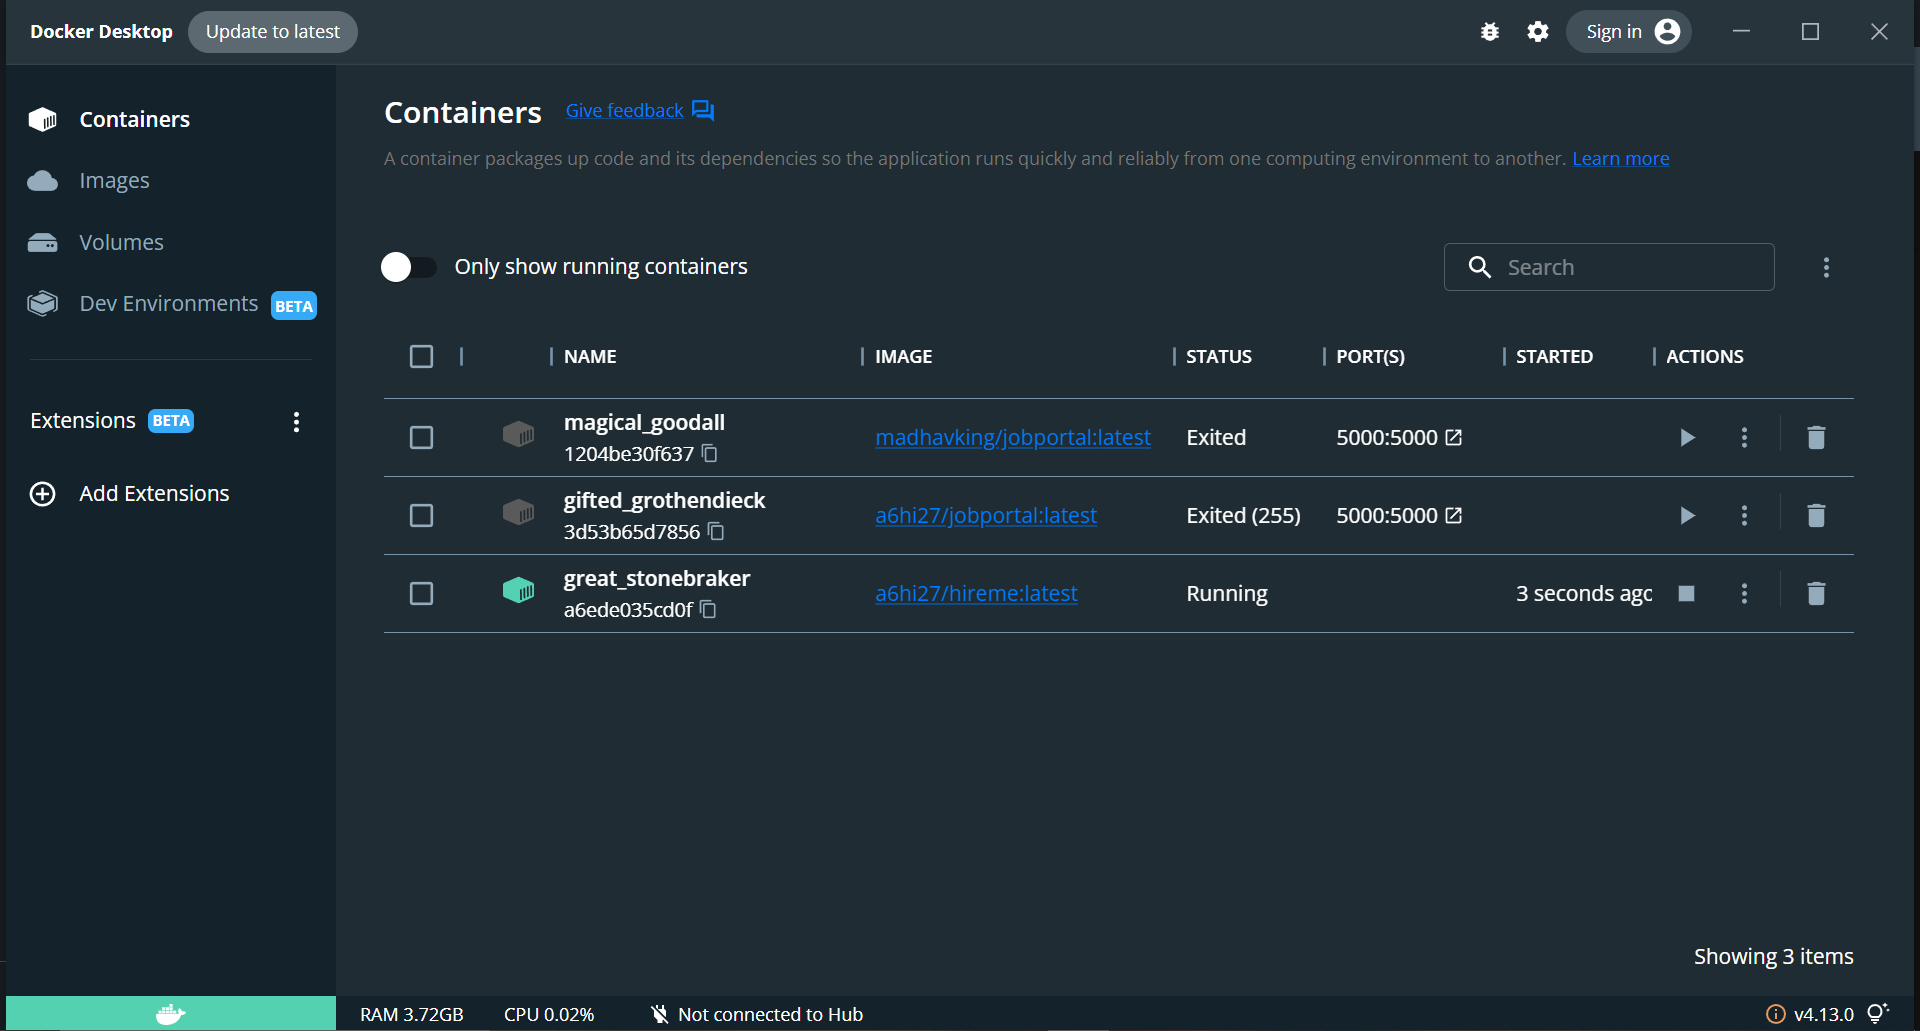 Docker Desktop Update to latest Sign in
Containers
Images
Volumes
Dev Environments BETA
Extensions BETA
Add Extensions
Containers Give feedback
A container packages up code and its dependencies so the application runs quickly and reliably from one computing environment to another. Learn more
Only show running containers Search
NAME IMAGE STATUS PORT(S) STARTED ACTIONS
magical_goodall
1204be30f637 madhavking/jobportal:latest Exited 5000:5000
gifted_grothendieck
3d53b65d7856 a6hi27/jobportal:latest Exited (255) 5000:5000
great_stonebraker
a6ede035cd0f a6hi27/hireme:latest Running 3 seconds ago
Showing 3 items
RAM 3.72GB CPU 0.02% Not connected to Hub v4.13.0